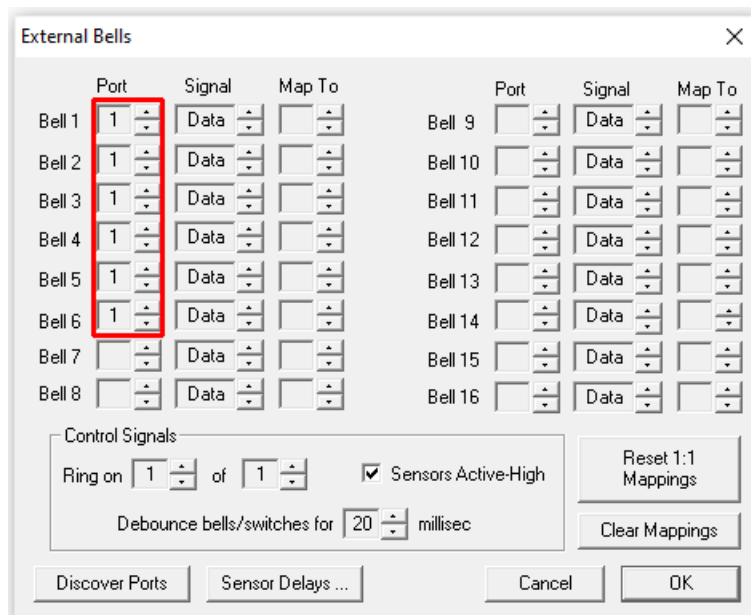 External Bells
Port Signal Map To Port Signal Map To
Bell 1 1 Data Bell 9 Data
Bell 2 1 Data Bell 10 Data
Bell 3 1 Data Bell 11 Data
Bell 4 1 Data Bell 12 Data
Bell 5 1 Data Bell 13 Data
Bell 6 1 Data Bell 14 Data
Bell 7 Data Bell 15 Data
Bell 8 Data Bell 16 Data
Control Signals
Ring on 1 of 1 Sensors Active-High
Debounce bells/switches for 20 millisec
Reset 1:1
Mappings
Clear Mappings
Discover Ports Sensor Delays ... Cancel OK